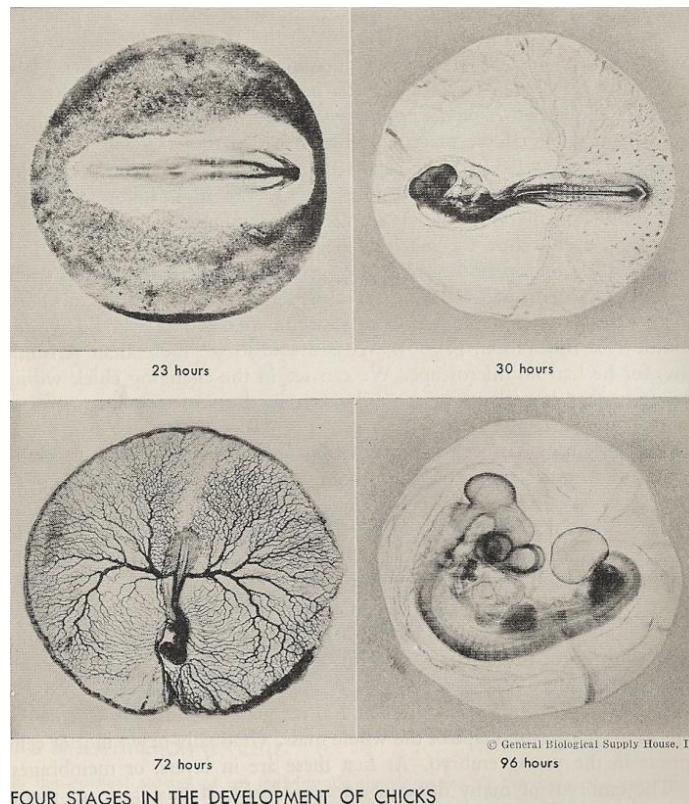 23 hours
30 hours
© General Biological Supply House, I
72 hours
96 hours
FOUR STAGES IN THE DEVELOPMENT OF CHICKS